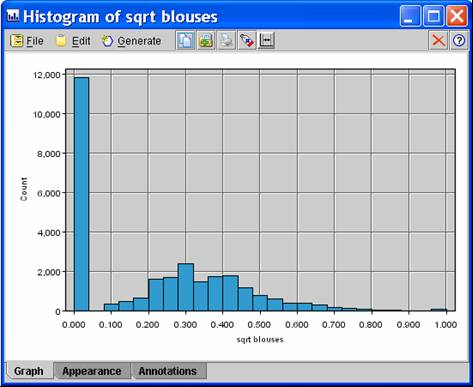 Histogram of sqrt blouses
File Edit Generate
12,000
10,000
8,000
6,000
4,000
2,000
0
Count
0.000 0.100 0.200 0.300 0.400 0.500 0.600 0.700 0.800 0.900 1.000
sqrt blouses
Graph Appearance Annotations